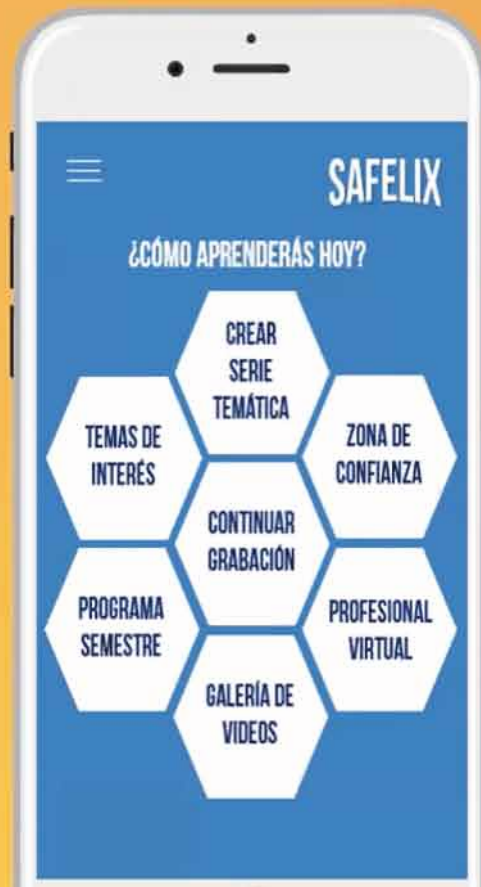 SAFELIX
¿CÓMO APRENDERÁS HOY?
CREAR
SERIE
TEMÁTICA
TEMAS DE
INTERÉS
ZONA DE
CONFIANZA
CONTINUAR
GRABACIÓN
PROGRAMA
SEMESTRE
PROFESIONAL
VIRTUAL
GALERÍA DE
VIDEOS